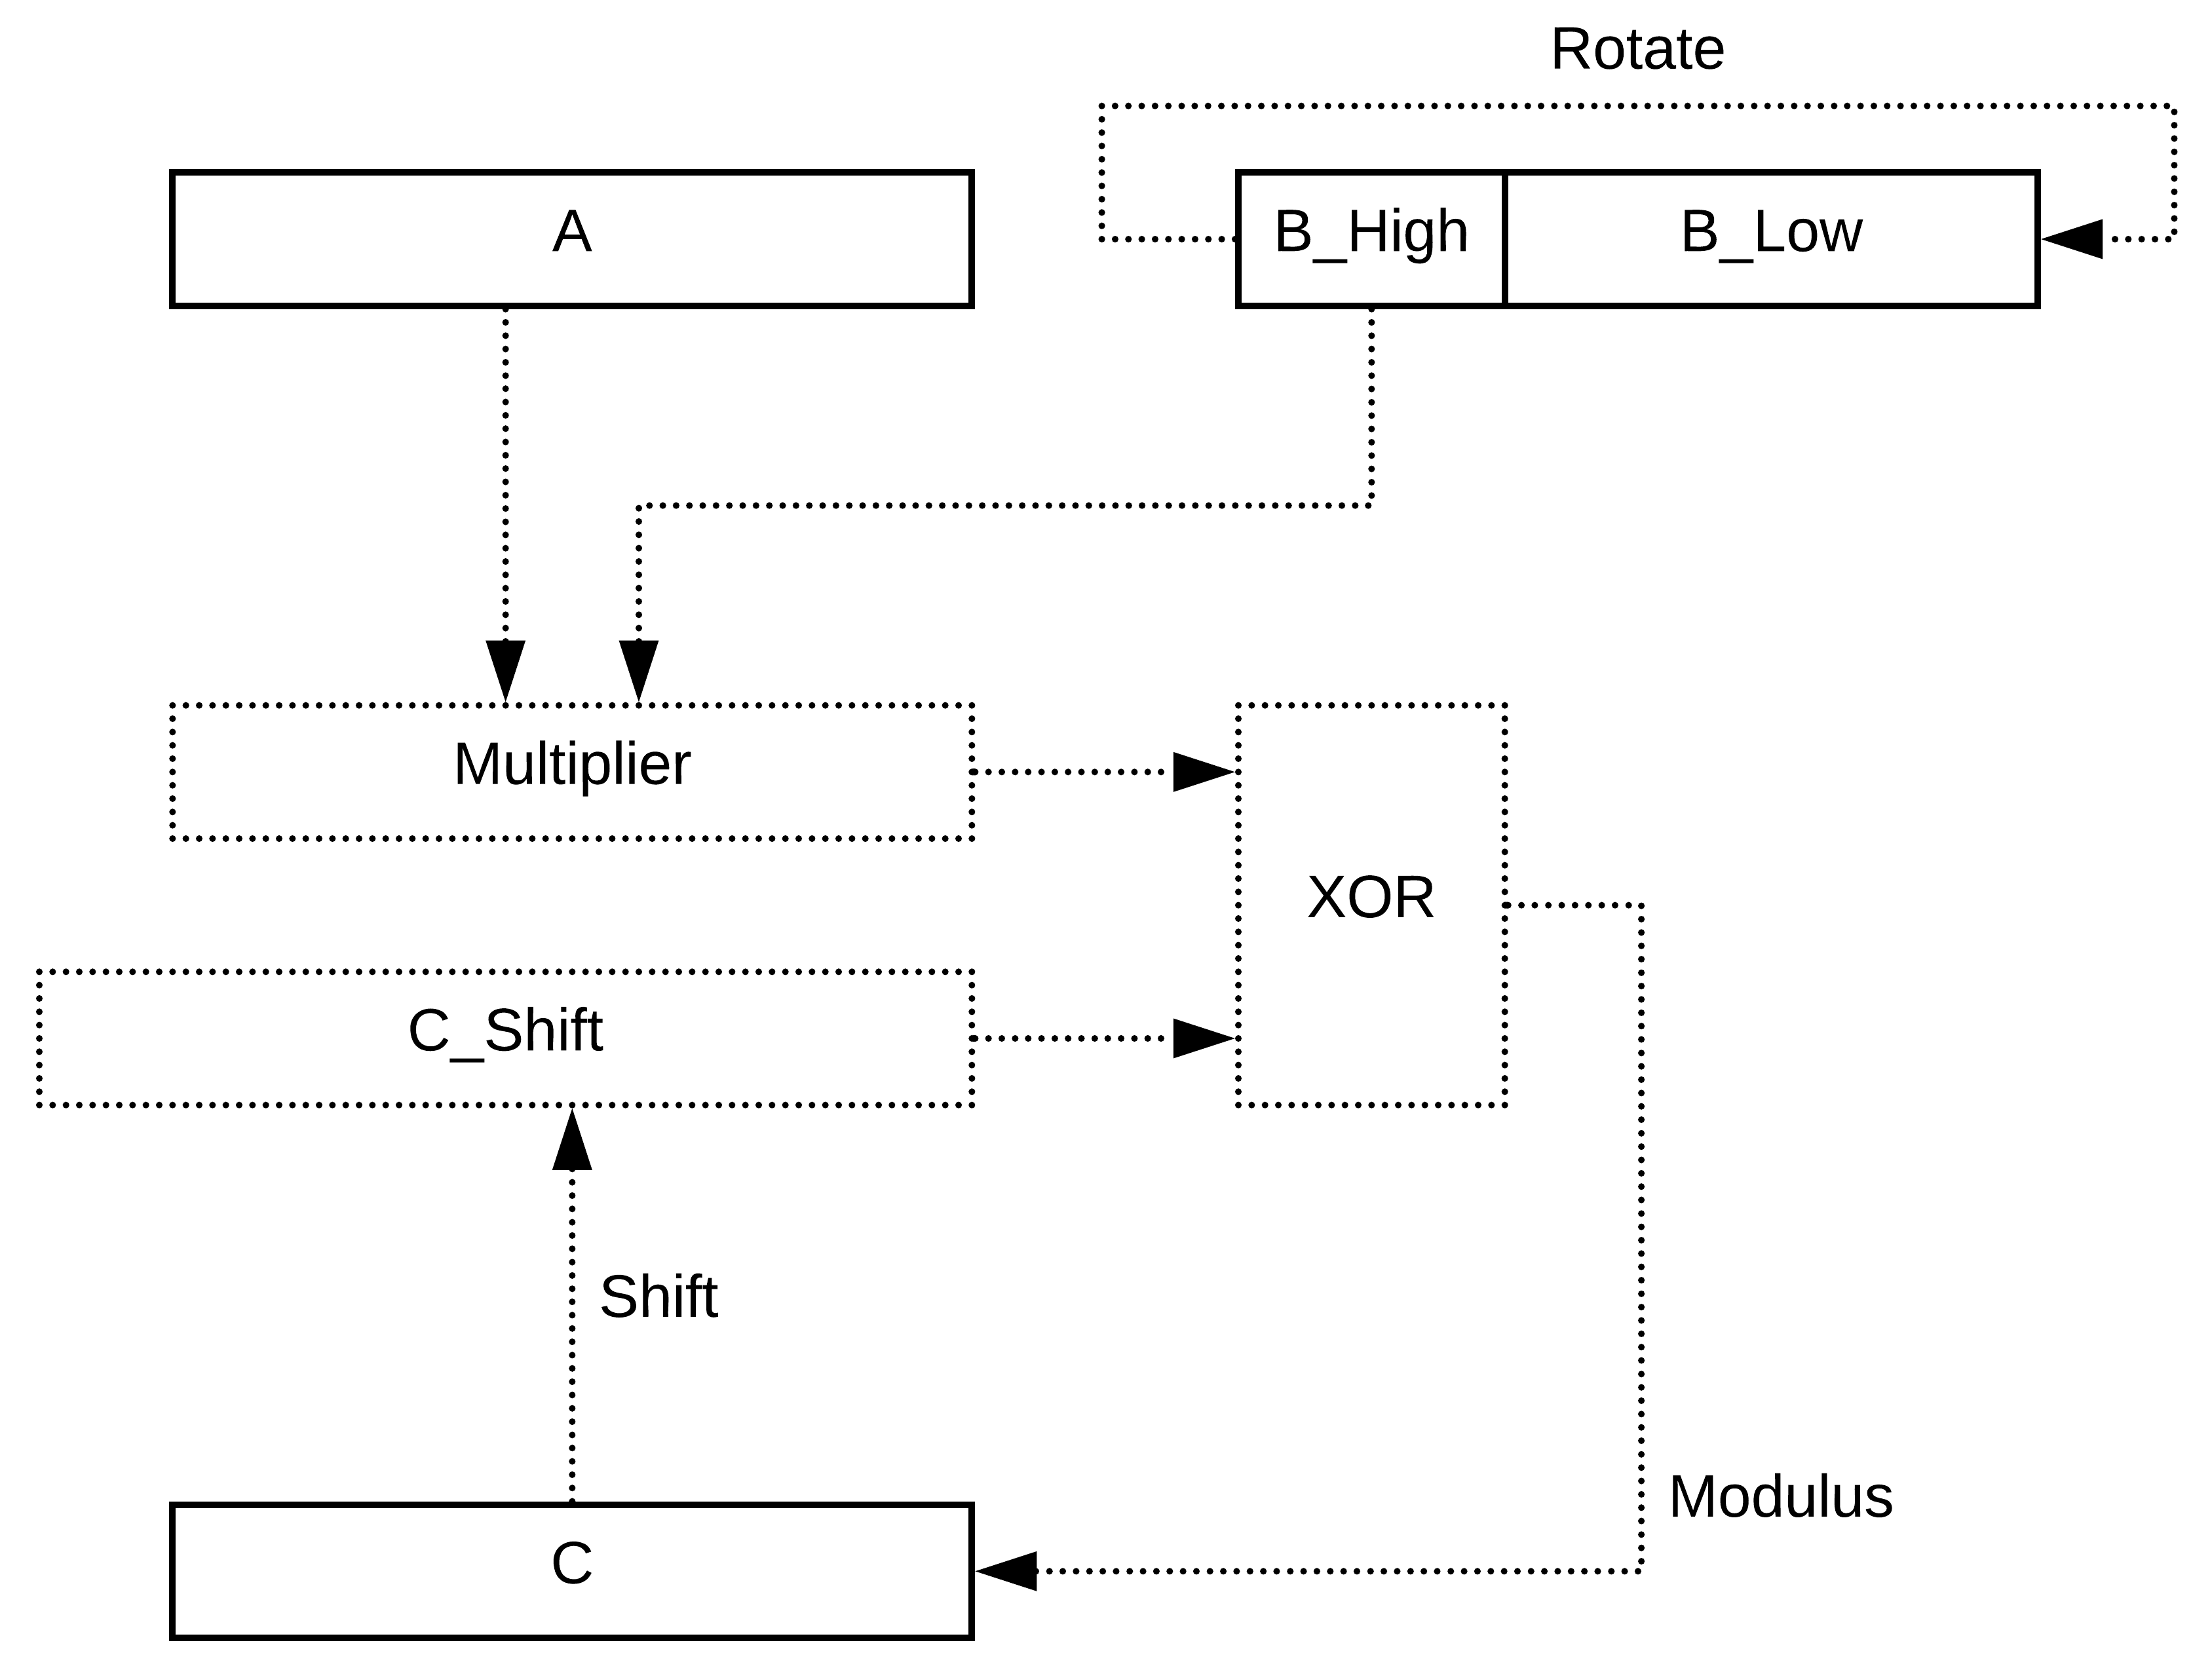 Rotate
A
B_High
B_Low
Multiplier
XOR
C_Shift
Shift
Modulus
C